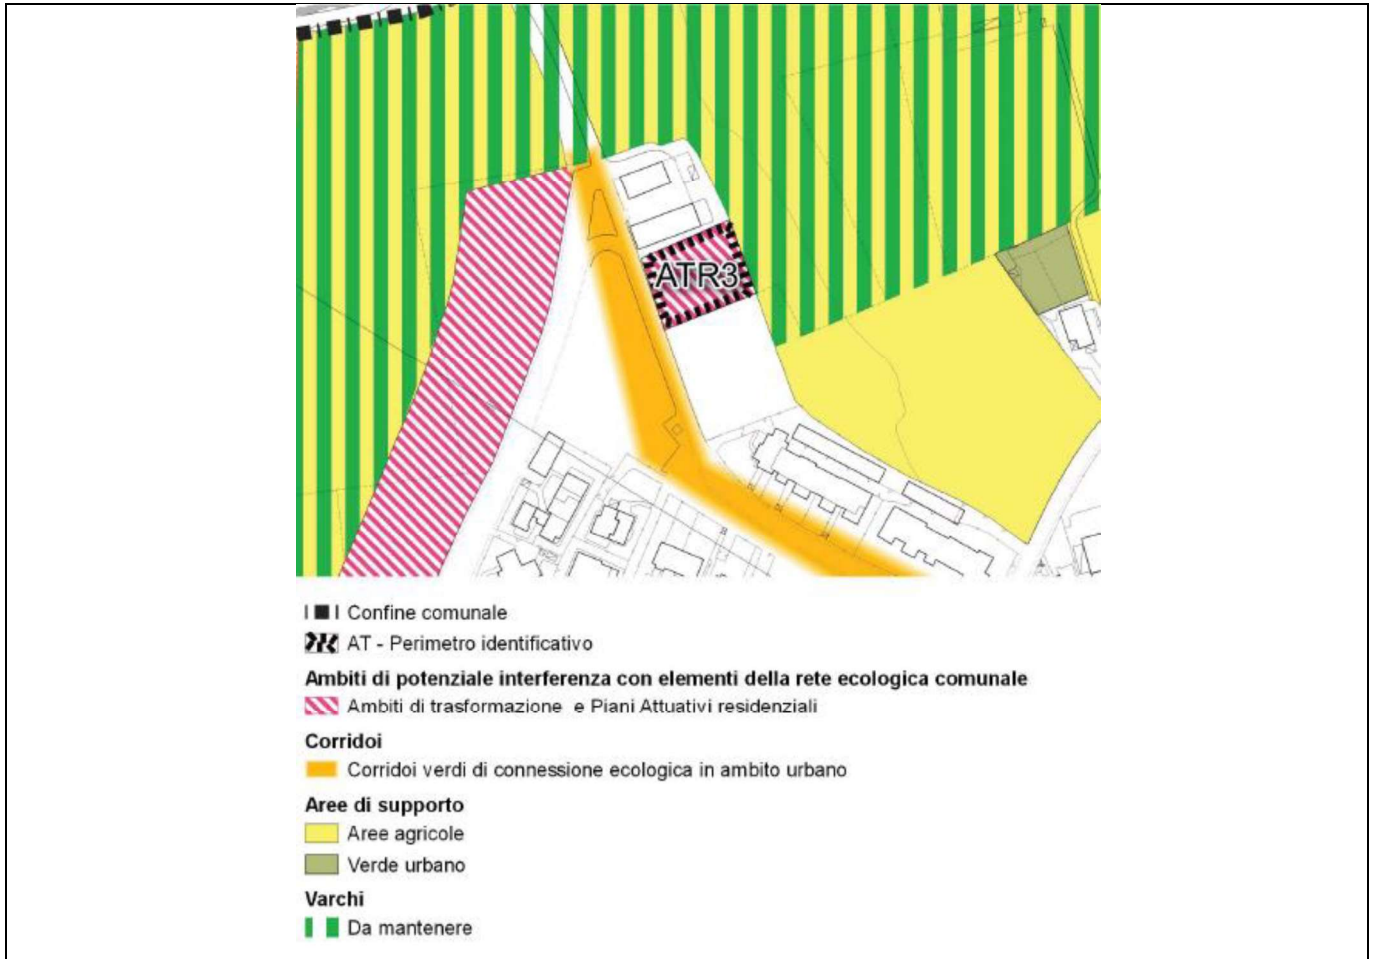 ATR3
Confine comunale
AT - Perimetro identificativo
Ambiti di potenziale interferenza con elementi della rete ecologica comunale
Ambiti di trasformazione e Piani Attuativi residenziali
Corridoi
Corridoi verdi di connessione ecologica in ambito urbano
Aree di supporto
Aree agricole
Verde urbano
Varchi
Da mantenere